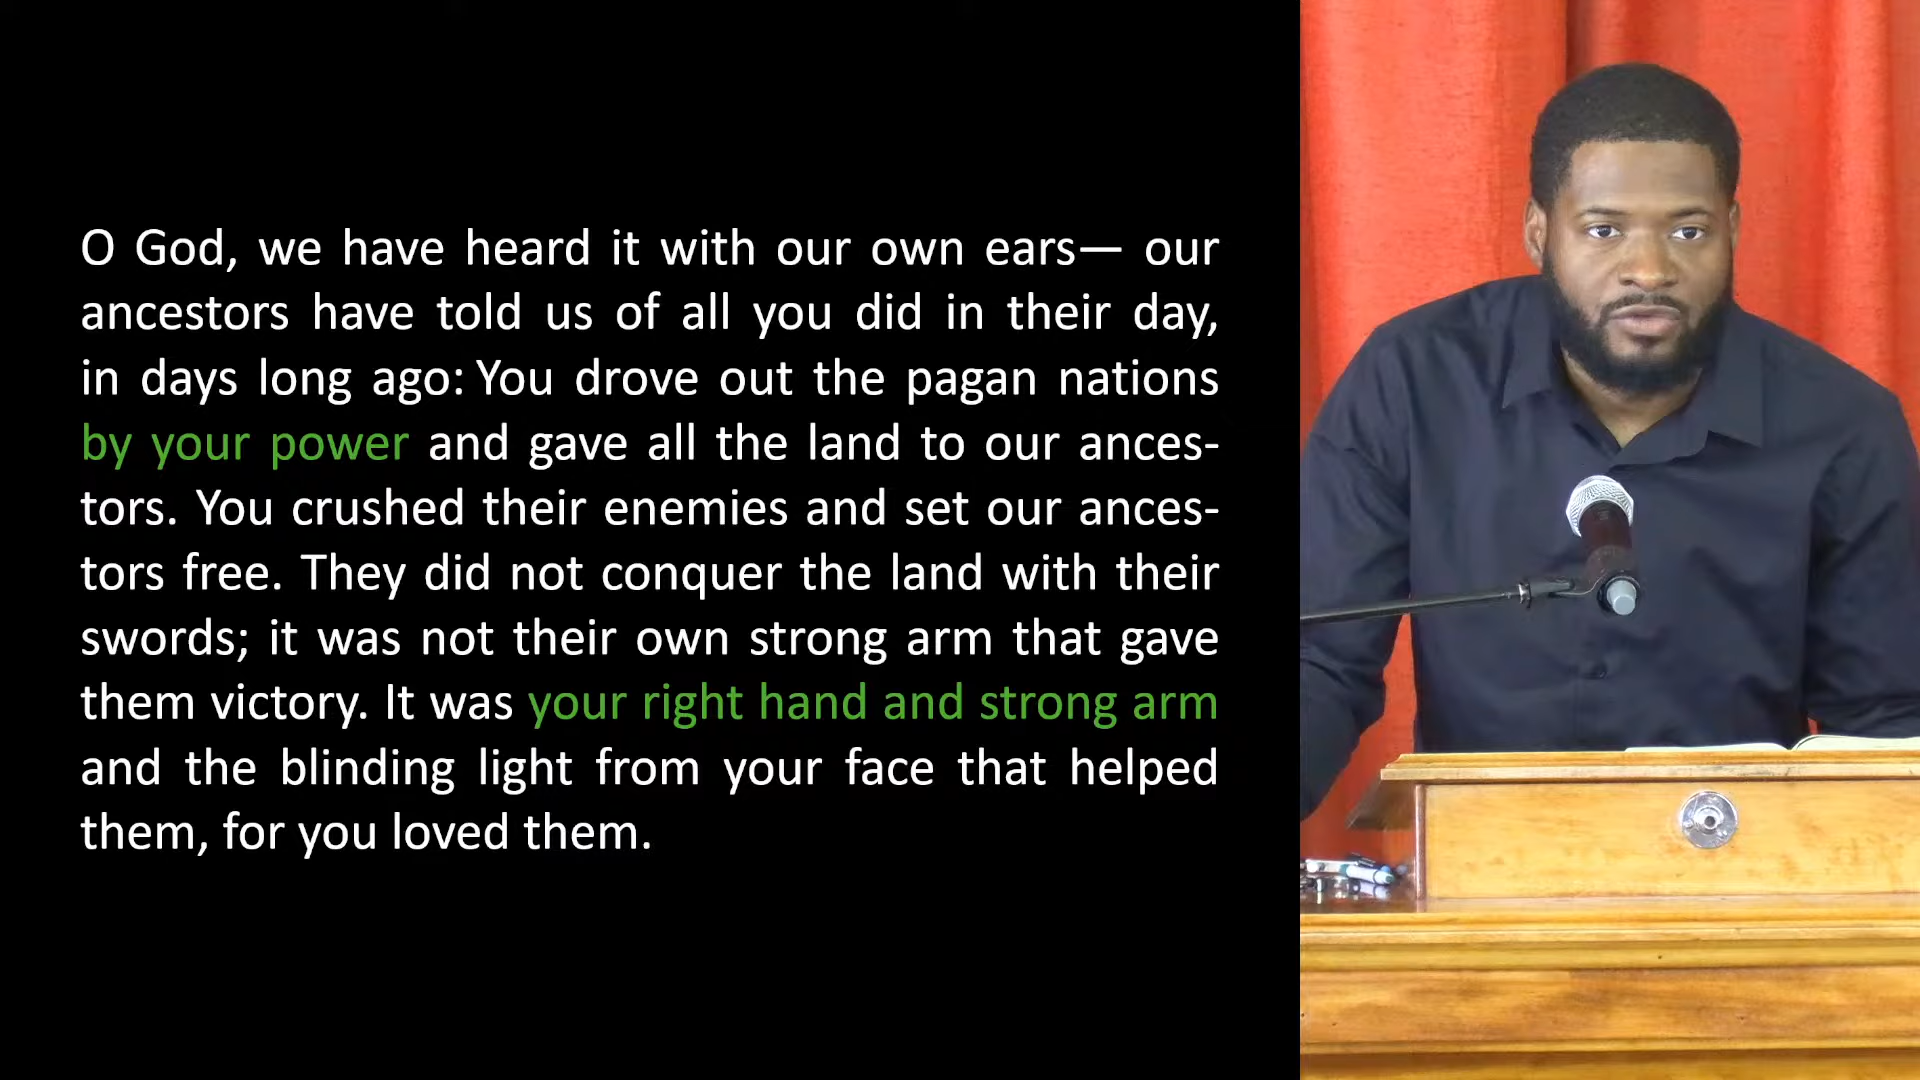 O God, we have heard it with our own ears— our
ancestors have told us of all you did in their day,
in days long ago: You drove out the pagan nations
by your power and gave all the land to our ances-
tors. You crushed their enemies and set our ances-
tors free. They did not conquer the land with their
swords; it was not their own strong arm that gave
them victory. It was your right hand and strong arm
and the blinding light from your face that helped
them, for you loved them.